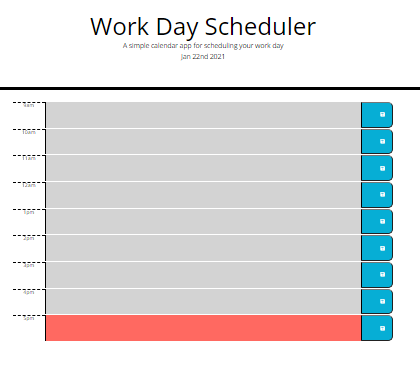 Work Day Scheduler
A simple calendar app for scheduling your work day
Jan 22nd 2021
9am
10am
11am
12am
1pm
2pm
3pm
4pm
5pm